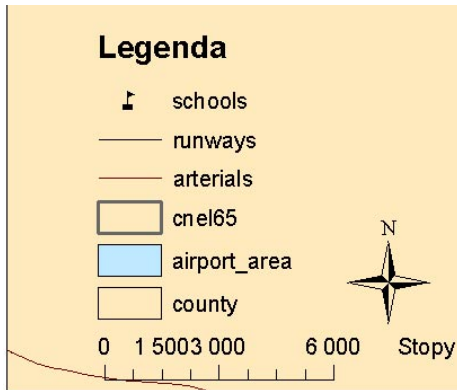 Legenda
schools
runways
arterials
cnel65
N
airport_area
county
0 1 5003 000 6 000 Stopy